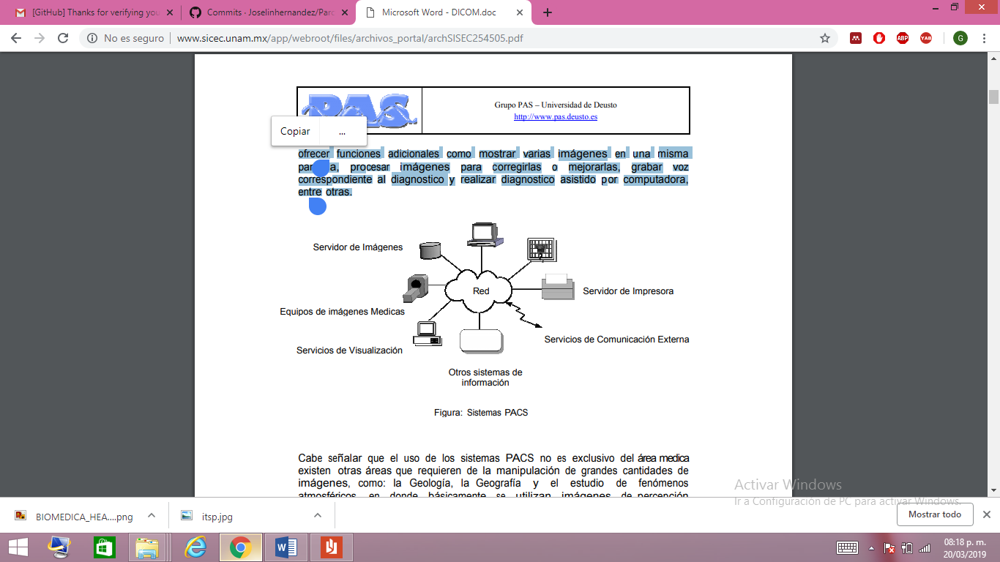 [GitHub] Thanks for verifying you
Commits · Joselinhernandez/Parc
Microsoft Word - DICOM.doc
No es seguro
www.sicec.unam.mx/app/webroot/files/archivos_portal/archSISEC254505.pdf
ABP
YAB
G
PAS
Grupo PAS – Universidad de Deusto
http://www.pas.deusto.es
Copiar
...
ofrecer funciones adicionales como mostrar varias imágenes en una misma
procesar imágenes para corregirlas o mejorarlas, grabar voz
correspondiente al diagnostico y realizar diagnostico asistido por computadora,
entre otras.
Servidor de Imágenes
Red
Servidor de Impresora
Equipos de imágenes Medicas
Servicios de Comunicación Externa
Servicios de Visualización
Otros sistemas de
información
Figura: Sistemas PACS
Cabe señalar que el uso de los sistemas PACS no es exclusivo del área medica
existen otras áreas que requieren de la manipulación de grandes cantidades de
imágenes, como: la Geología, la Geografía y el estudio de fenómenos
atmosféricos en donde básicamente se utilizan imágenes de percepción
Activar Windows
Ir a Configuración de PC para activar Windows.
BIOMEDICA_HEA....png
itsp.jpg
Mostrar todo
08:18 p. m.
20/03/2019